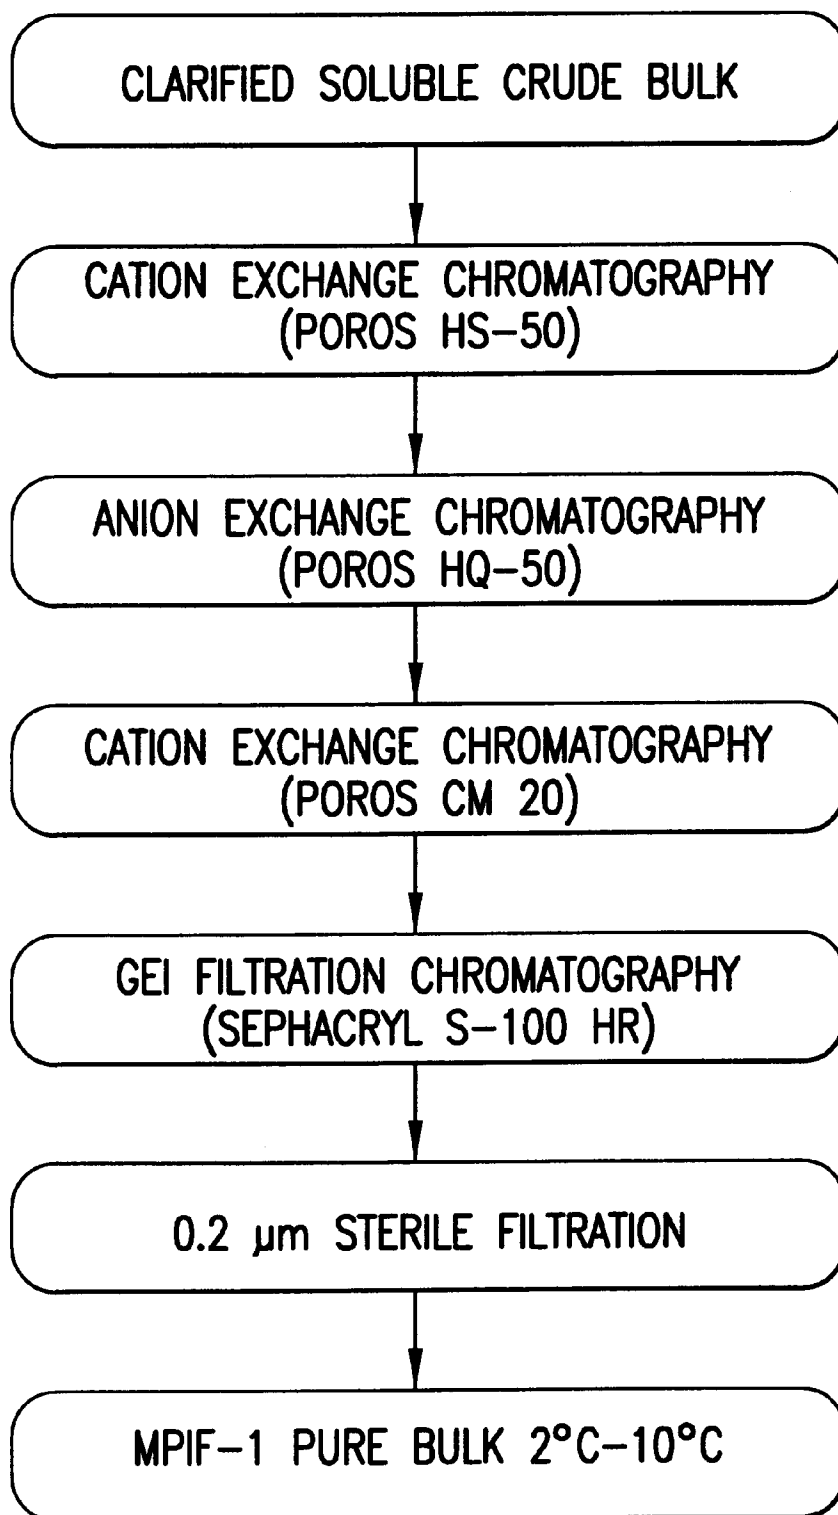 CLARIFIED SOLUBLE CRUDE BULK
CATION EXCHANGE CHROMATOGRAPHY
(POROS HS-50)
ANION EXCHANGE CHROMATOGRAPHY
(POROS HQ-50)
CATION EXCHANGE CHROMATOGRAPHY
(POROS CM 20)
GEI FILTRATION CHROMATOGRAPHY
(SEPHACRYL S-100 HR)
0.2 µm STERILE FILTRATION
MPIF-1 PURE BULK 2°C-10°C